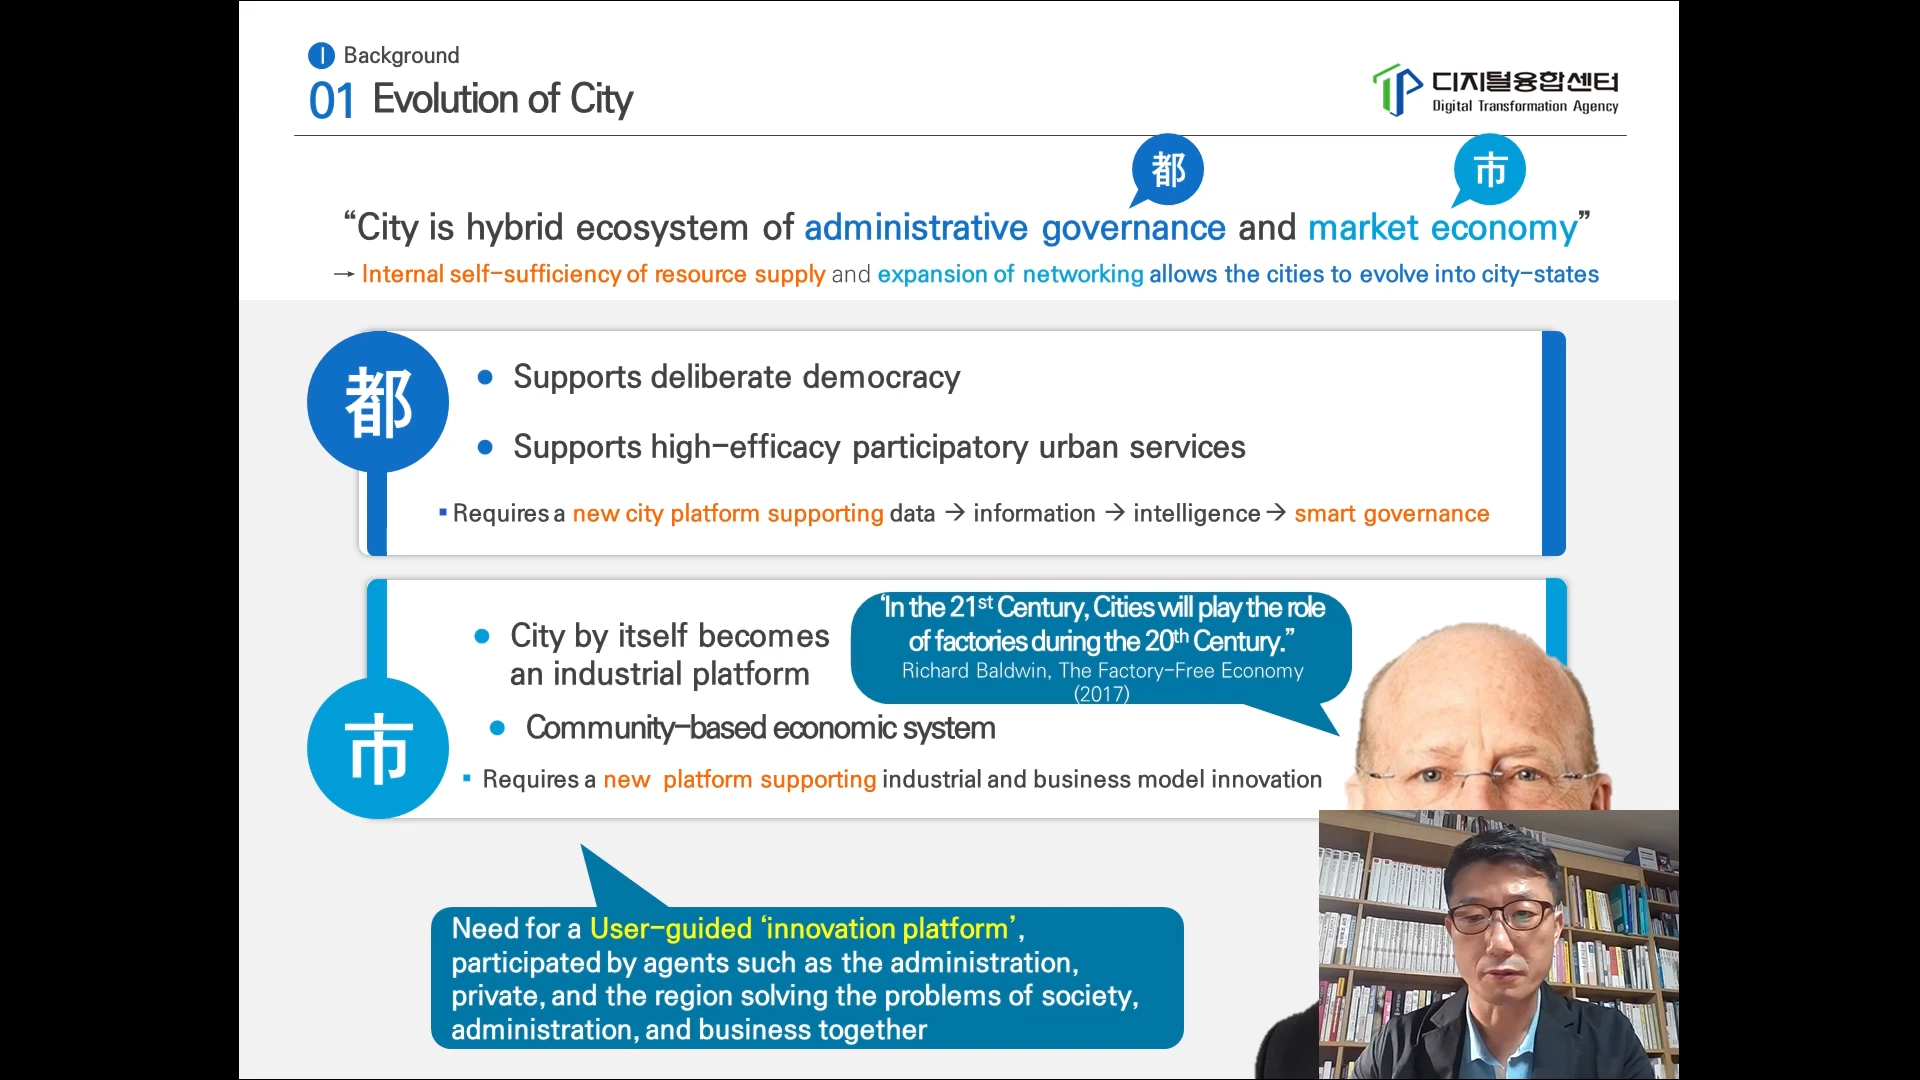 I Background
01 Evolution of City
디지털융합센터
Digital Transformation Agency
都
市
“City is hybrid ecosystem of administrative governance and market economy”
→ Internal self-sufficiency of resource supply and expansion of networking allows the cities to evolve into city-states
都
• Supports deliberate democracy
• Supports high-efficacy participatory urban services
▪ Requires a new city platform supporting data → information → intelligence → smart governance
市
• City by itself becomes
an industrial platform
‘In the 21st Century, Cities will play the role
of factories during the 20th Century.”
Richard Baldwin, The Factory-Free Economy
(2017)
• Community-based economic system
▪ Requires a new platform supporting industrial and business model innovation
Need for a User-guided ‘innovation platform’,
participated by agents such as the administration,
private, and the region solving the problems of society,
administration, and business together